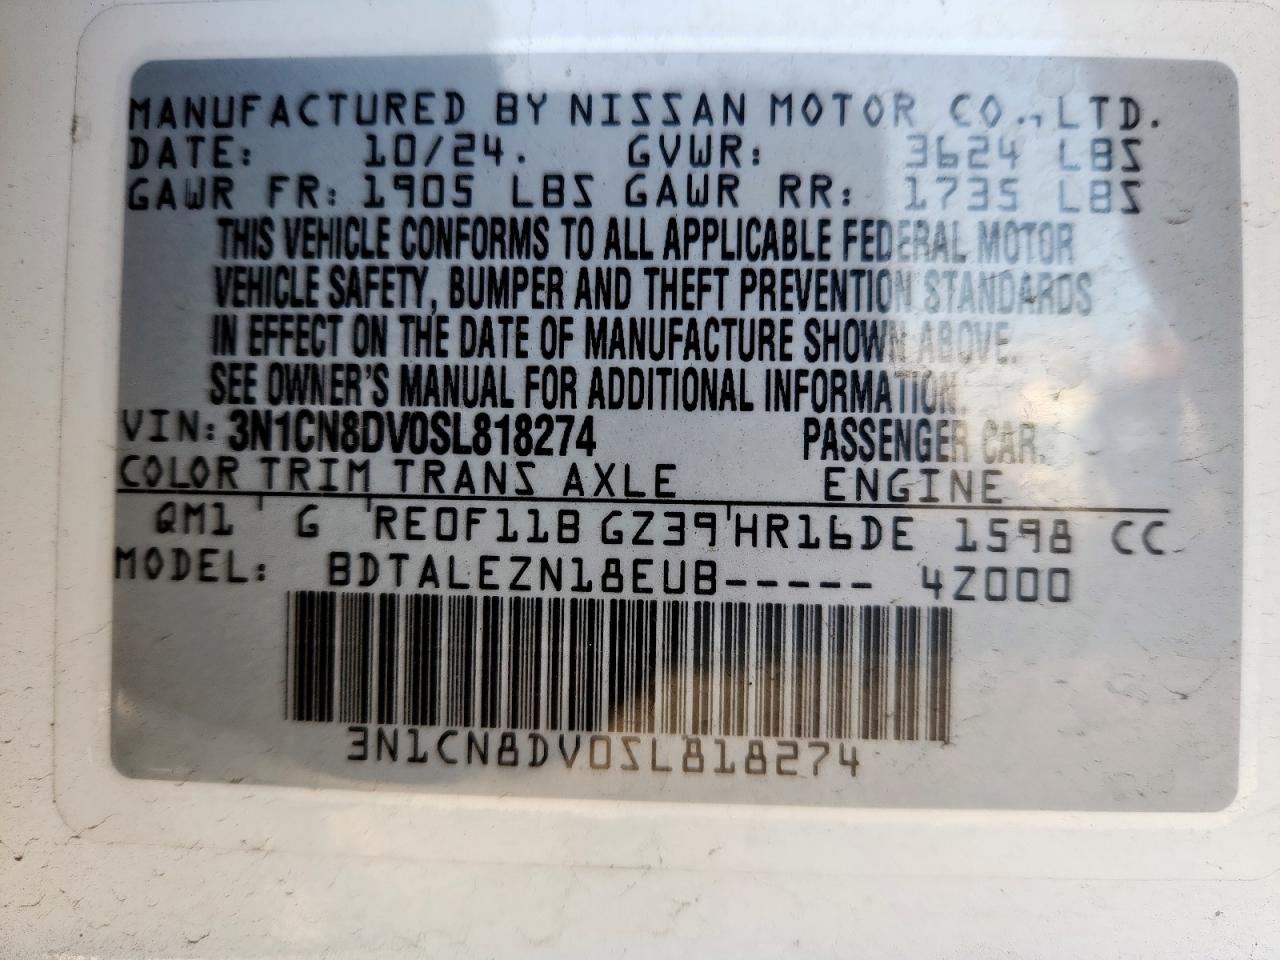 MANUFACTURED BY NISSAN MOTOR CO., LTD.
DATE: 10/24. GVWR: 3624 LBS
GAWR FR: 1905 LBS GAWR RR: 1735 LBS
THIS VEHICLE CONFORMS TO ALL APPLICABLE FEDERAL MOTOR
VEHICLE SAFETY, BUMPER AND THEFT PREVENTION STANDARDS
IN EFFECT ON THE DATE OF MANUFACTURE SHOWN ABOVE.
SEE OWNER'S MANUAL FOR ADDITIONAL INFORMATION.
VIN: 3N1CN8DV0SL818274 PASSENGER CAR.
COLOR TRIM TRANS AXLE ENGINE
QM1 G RE0F11B GZ39 HR16DE 1598 CC
MODEL: BDTALEZN18EUB----- 4Z000
3N1CN8DV0SL818274